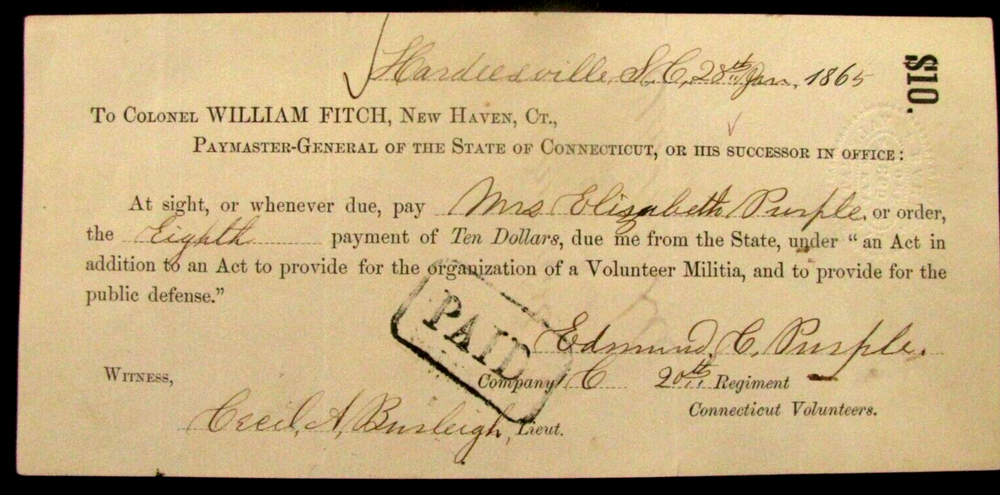 Hardeesville, S.C, 28th Jan, 1865
$10.
To Colonel WILLIAM FITCH, New Haven, Ct.,
Paymaster-General of the State of Connecticut, or his successor in office:
At sight, or whenever due, pay Mrs Elizabeth Purple, or order,
the Eighth payment of Ten Dollars, due me from the State, under “ an Act in
addition to an Act to provide for the organization of a Volunteer Militia, and to provide for the
public defense.”
PAID
Edmund, C, Purple.
Witness,
Company C 20th Regiment
Connecticut Volunteers.
Cecil, A, Burleigh, Lieut.